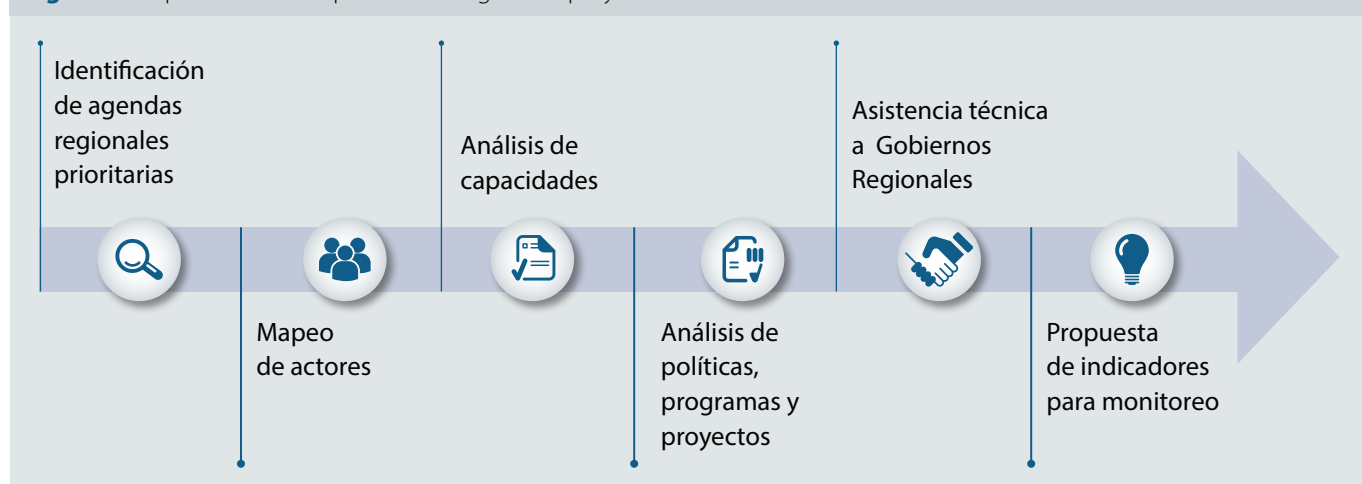 Identificación
de agendas
regionales
prioritarias
Mapeo
de actores
Análisis de
capacidades
Análisis de
políticas,
programas y
proyectos
Asistencia técnica
a Gobiernos
Regionales
Propuesta
de indicadores
para monitoreo